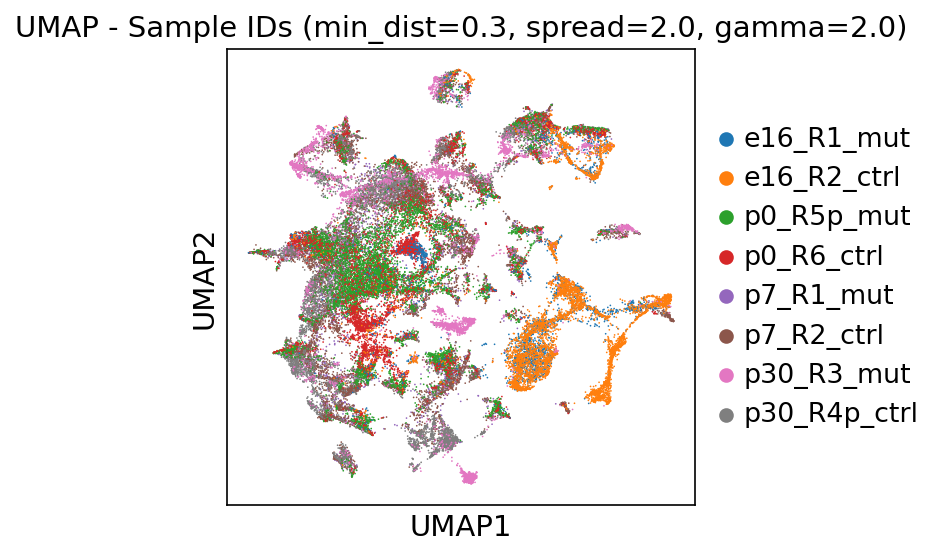 UMAP - Sample IDs (min_dist=0.3, spread=2.0, gamma=2.0)
UMAP2
e16_R1_mut
e16_R2_ctrl
p0_R5p_mut
p0_R6_ctrl
p7_R1_mut
p7_R2_ctrl
p30_R3_mut
p30_R4p_ctrl
UMAP1